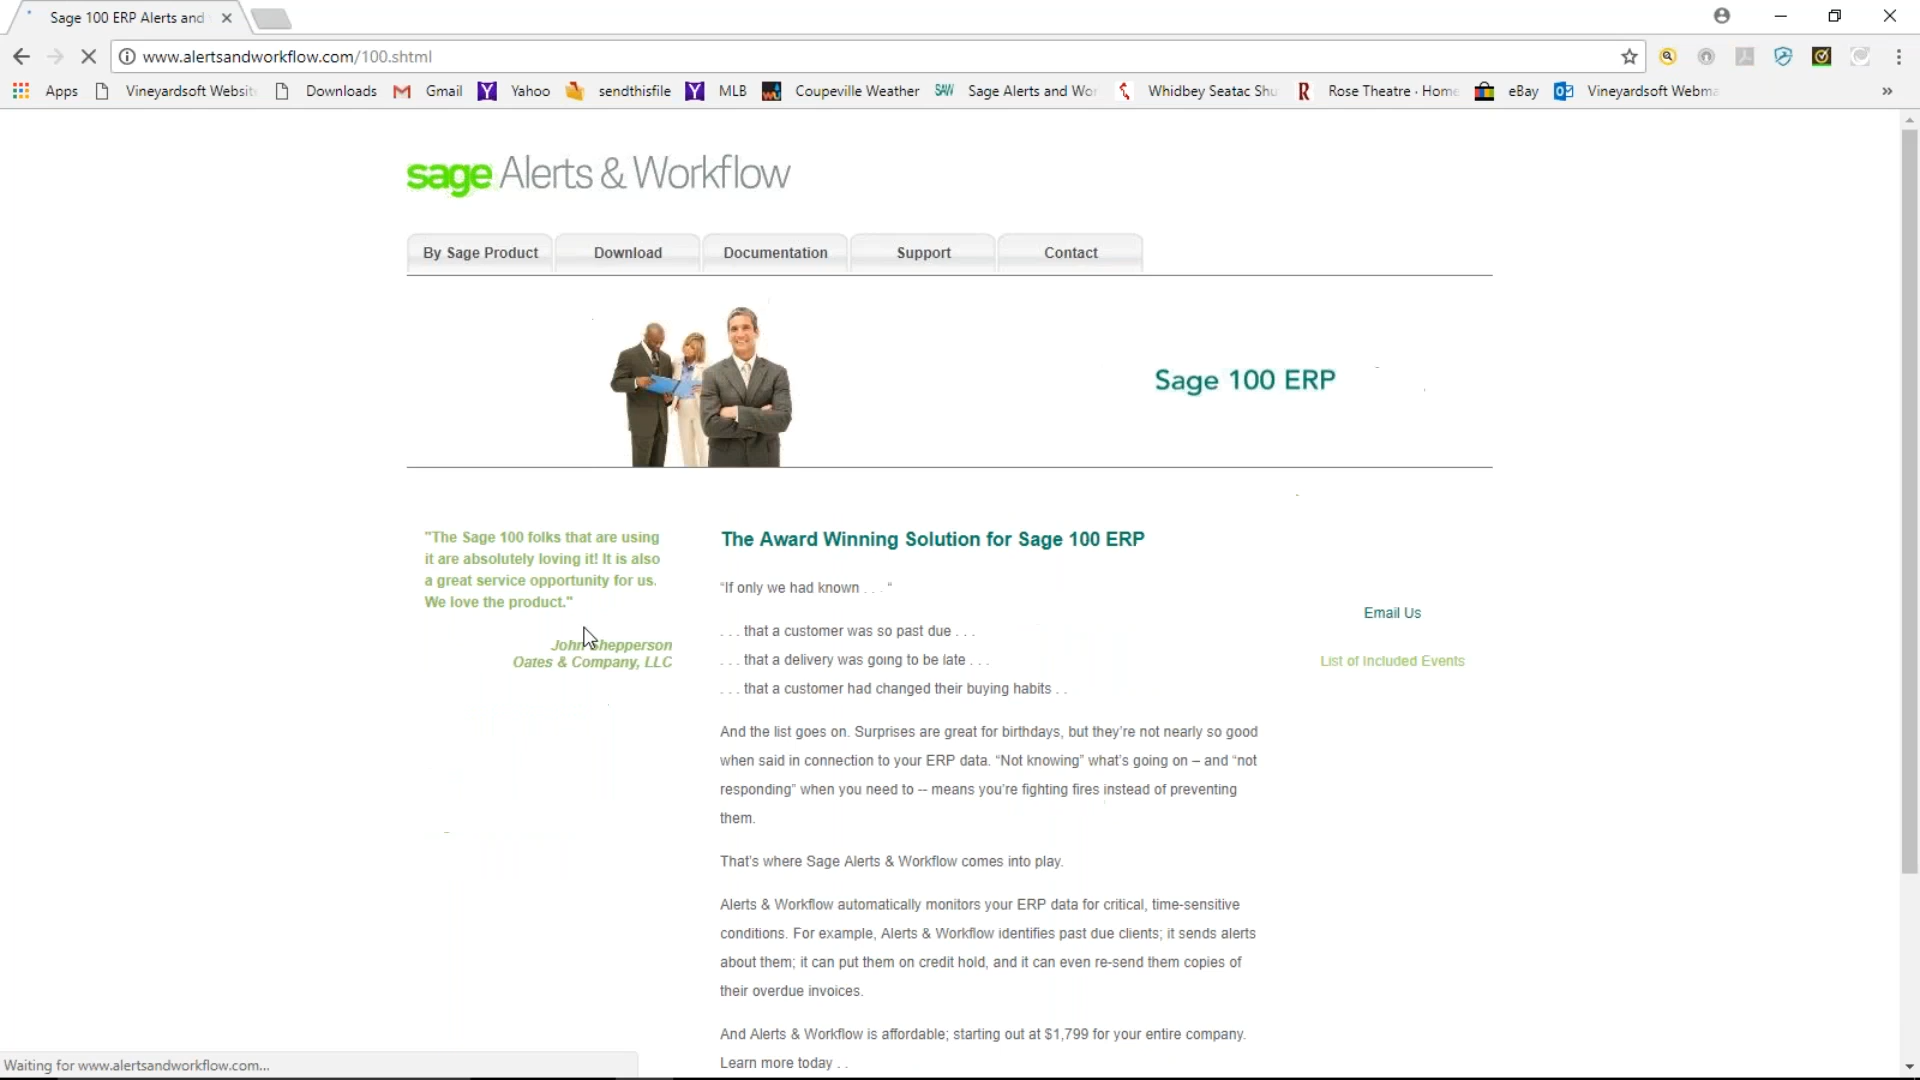 Sage 100 ERP Alerts and
www.alertsandworkflow.com/100.shtml
Apps Vineyardsoft Websit Downloads Gmail Yahoo sendthisfile MLB Coupeville Weather SAW Sage Alerts and Wor Whidbey Seatac Shu Rose Theatre · Home eBay Vineyardsoft Webma »
sage Alerts & Workflow
By Sage Product Download Documentation Support Contact
Sage 100 ERP
"The Sage 100 folks that are using
it are absolutely loving it! It is also
a great service opportunity for us.
We love the product."
John Shepperson
Oates & Company, LLC
The Award Winning Solution for Sage 100 ERP
“If only we had known . . . “
. . . that a customer was so past due . . .
. . . that a delivery was going to be late . . .
. . . that a customer had changed their buying habits . .
And the list goes on. Surprises are great for birthdays, but they’re not nearly so good
when said in connection to your ERP data. “Not knowing” what’s going on – and “not
responding” when you need to -- means you’re fighting fires instead of preventing
them.
That’s where Sage Alerts & Workflow comes into play.
Alerts & Workflow automatically monitors your ERP data for critical, time-sensitive
conditions. For example, Alerts & Workflow identifies past due clients; it sends alerts
about them; it can put them on credit hold, and it can even re-send them copies of
their overdue invoices.
And Alerts & Workflow is affordable; starting out at $1,799 for your entire company.
Learn more today . .
Email Us
List of Included Events
Waiting for www.alertsandworkflow.com...